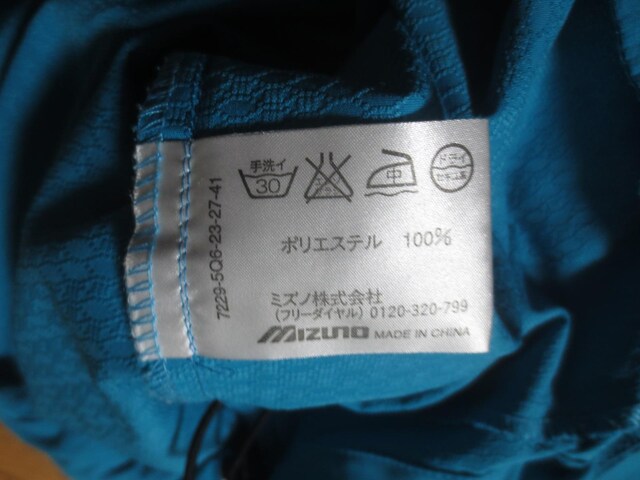 手洗イ
30
中
ドライ
セキユ系
ポリエステル 100%
ミズノ株式会社
(フリーダイヤル) 0120-320-799
MIZUNO MADE IN CHINA
7229-5Q6-23-27-41